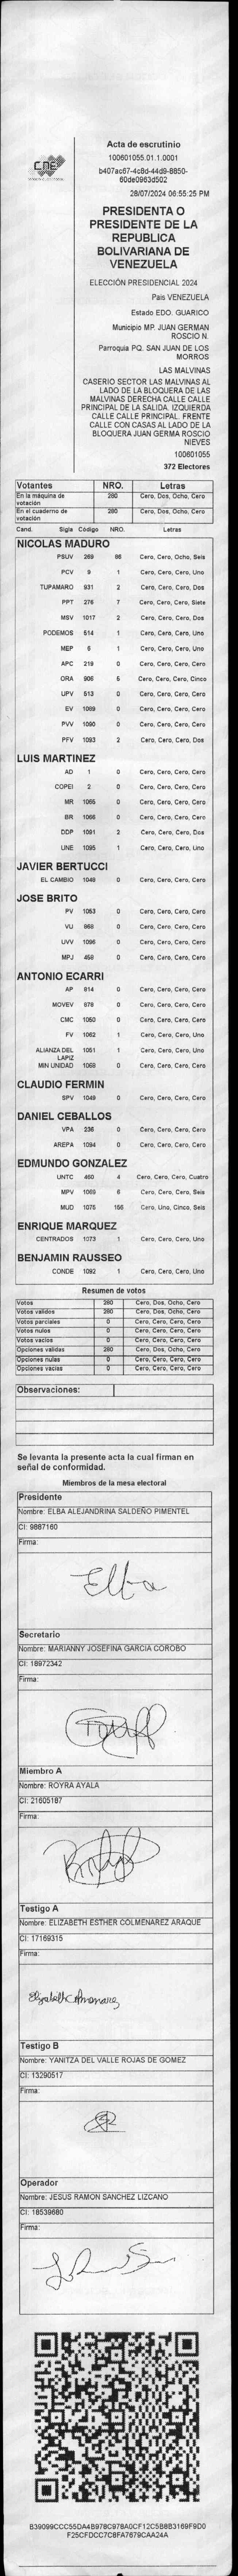 CNE
Acta de escrutinio
100601055.01.1.0001
b407ac67-4c8d-44d9-8850-
60de0963d502
28/07/2024 06:55:25 PM
PRESIDENTA O
PRESIDENTE DE LA
REPUBLICA
BOLIVARIANA DE
VENEZUELA
ELECCIÓN PRESIDENCIAL 2024
Pais VENEZUELA
Estado EDO. GUARICO
Municipio MP. JUAN GERMAN
ROSCIO N.
Parroquia PQ. SAN JUAN DE LOS
MORROS
LAS MALVINAS
CASERIO SECTOR LAS MALVINAS AL
LADO DE LA BLOQUERA DE LAS
MALVINAS DERECHA CALLE CALLE
PRINCIPAL DE LA SALIDA. IZQUIERDA
CALLE CALLE PRINCIPAL. FRENTE
CALLE CON CASAS AL LADO DE LA
BLOQUERA JUAN GERMA ROSCIO
NIEVES
100601055
372 Electores
Votantes NRO. Letras
En la máquina de votación 280 Cero, Dos, Ocho, Cero
En el cuaderno de votación 280 Cero, Dos, Ocho, Cero
Cand. Sigla Código NRO. Letras
NICOLAS MADURO
PSUV 269 86 Cero, Cero, Ocho, Seis
PCV 9 1 Cero, Cero, Cero, Uno
TUPAMARO 931 2 Cero, Cero, Cero, Dos
PPT 276 7 Cero, Cero, Cero, Siete
MSV 1017 2 Cero, Cero, Cero, Dos
PODEMOS 514 1 Cero, Cero, Cero, Uno
MEP 6 1 Cero, Cero, Cero, Uno
APC 219 0 Cero, Cero, Cero, Cero
ORA 906 5 Cero, Cero, Cero, Cinco
UPV 513 0 Cero, Cero, Cero, Cero
EV 1089 0 Cero, Cero, Cero, Cero
PVV 1090 0 Cero, Cero, Cero, Cero
PFV 1093 2 Cero, Cero, Cero, Dos
LUIS MARTINEZ
AD 1 0 Cero, Cero, Cero, Cero
COPEI 2 0 Cero, Cero, Cero, Cero
MR 1065 0 Cero, Cero, Cero, Cero
BR 1066 0 Cero, Cero, Cero, Cero
DDP 1091 2 Cero, Cero, Cero, Dos
UNE 1095 1 Cero, Cero, Cero, Uno
JAVIER BERTUCCI
EL CAMBIO 1048 0 Cero, Cero, Cero, Cero
JOSE BRITO
PV 1053 0 Cero, Cero, Cero, Cero
VU 868 0 Cero, Cero, Cero, Cero
UVV 1096 0 Cero, Cero, Cero, Cero
MPJ 459 0 Cero, Cero, Cero, Cero
ANTONIO ECARRI
AP 814 0 Cero, Cero, Cero, Cero
MOVEV 878 0 Cero, Cero, Cero, Cero
CMC 1050 0 Cero, Cero, Cero, Cero
FV 1062 1 Cero, Cero, Cero, Uno
ALIANZA DEL LAPIZ 1051 1 Cero, Cero, Cero, Uno
MIN UNIDAD 1068 0 Cero, Cero, Cero, Cero
CLAUDIO FERMIN
SPV 1049 0 Cero, Cero, Cero, Cero
DANIEL CEBALLOS
VPA 236 0 Cero, Cero, Cero, Cero
AREPA 1094 0 Cero, Cero, Cero, Cero
EDMUNDO GONZALEZ
UNTC 460 4 Cero, Cero, Cero, Cuatro
MPV 1069 6 Cero, Cero, Cero, Seis
MUD 1075 156 Cero, Uno, Cinco, Seis
ENRIQUE MARQUEZ
CENTRADOS 1073 1 Cero, Cero, Cero, Uno
BENJAMIN RAUSSEO
CONDE 1092 1 Cero, Cero, Cero, Uno
Resumen de votos
Votos 280 Cero, Dos, Ocho, Cero
Votos validos 280 Cero, Dos, Ocho, Cero
Votos parciales 0 Cero, Cero, Cero, Cero
Votos nulos 0 Cero, Cero, Cero, Cero
Votos vacios 0 Cero, Cero, Cero, Cero
Opciones validas 280 Cero, Dos, Ocho, Cero
Opciones nulas 0 Cero, Cero, Cero, Cero
Opciones vacias 0 Cero, Cero, Cero, Cero
Observaciones:
Se levanta la presente acta la cual firman en
señal de conformidad.
Miembros de la mesa electoral
Presidente
Nombre: ELBA ALEJANDRINA SALDEÑO PIMENTEL
CI: 9887160
Firma:
Elba
Secretario
Nombre: MARIANNY JOSEFINA GARCIA COROBO
CI: 18972342
Firma:
Miembro A
Nombre: ROYRA AYALA
CI: 21605187
Firma:
Testigo A
Nombre: ELIZABETH ESTHER COLMENAREZ ARAQUE
CI: 17169315
Firma:
Testigo B
Nombre: YANITZA DEL VALLE ROJAS DE GOMEZ
CI: 13290517
Firma:
Operador
Nombre: JESUS RAMON SANCHEZ LIZCANO
CI: 18539680
Firma:
B39099CCC55DA4B978C978A0CF12C5B8B3169F9D0
F25CFDCC7C8FA7679CAA24A